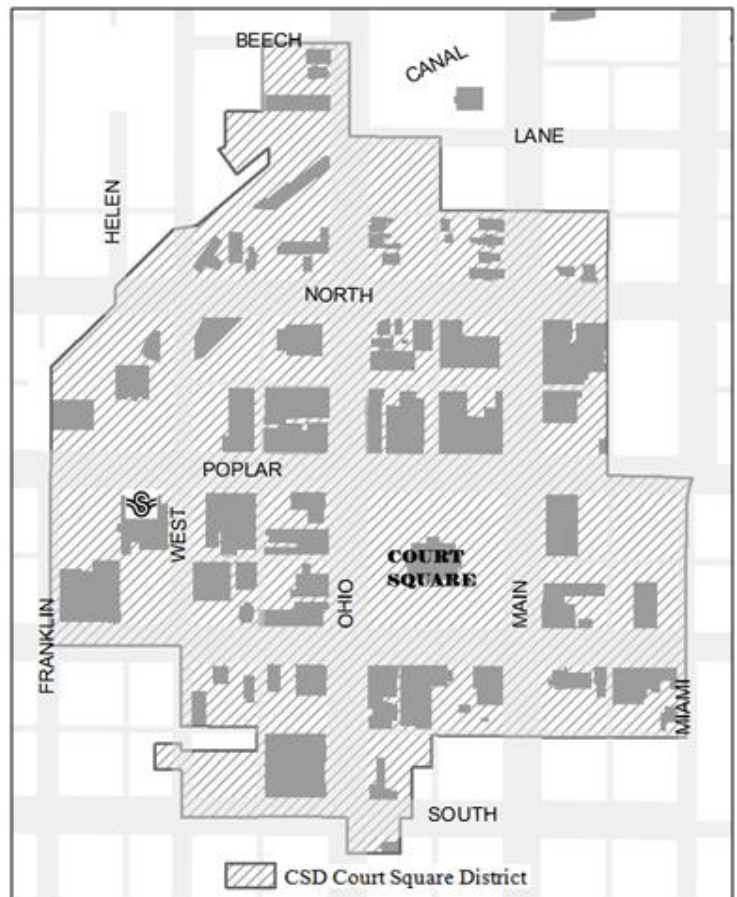 BEECH
CANAL
LANE
HELEN
NORTH
POPLAR
WEST
COURT
SQUARE
OHIO
MAIN
FRANKLIN
MIAMI
SOUTH
CSD Court Square District